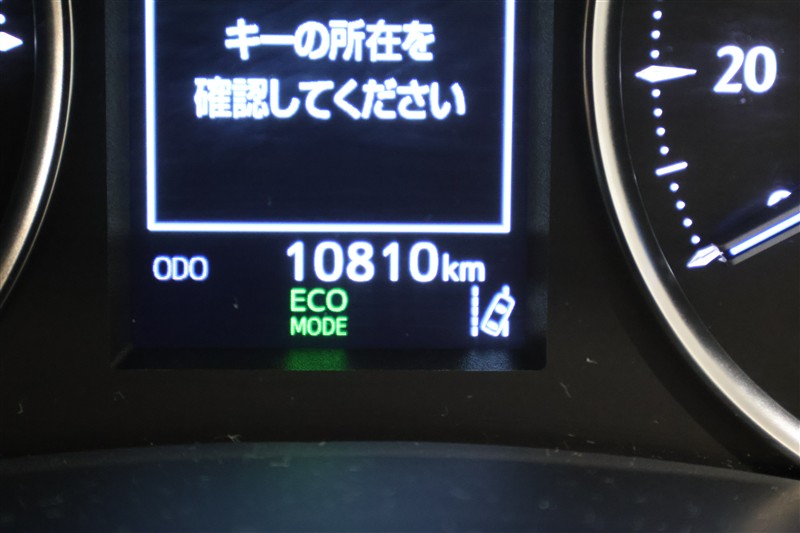 キーの所在を
確認してください
20
ODO 10810km
ECO
MODE